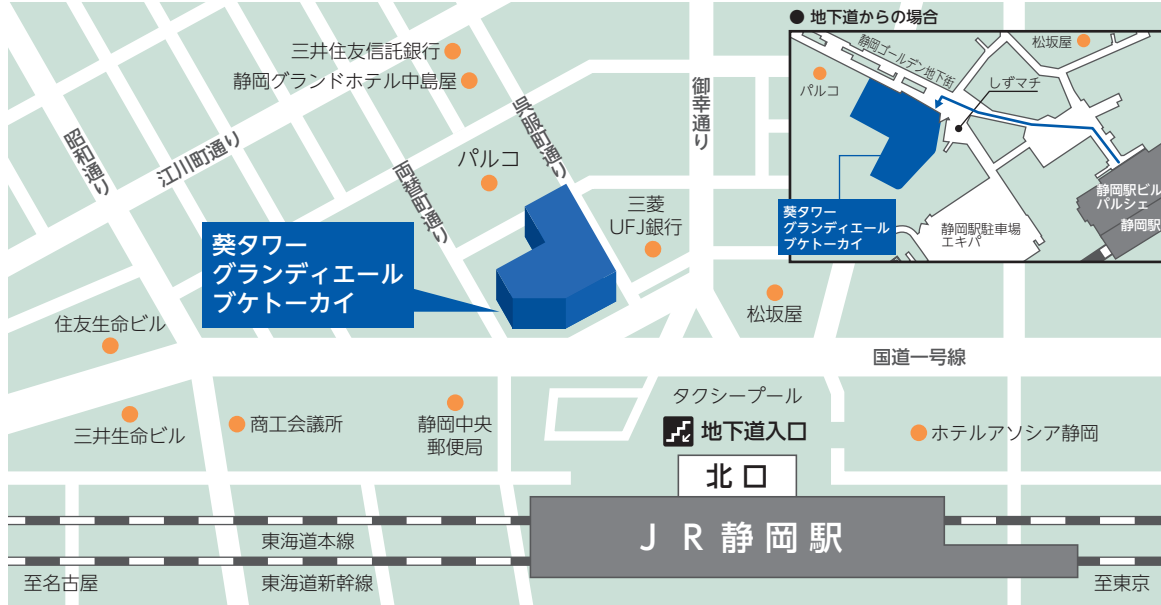 三井住友信託銀行
静岡グランドホテル中島屋
昭和通り
江川町通り
両替町通り
呉服町通り
御幸通り
パルコ
三菱
UFJ銀行
葵タワー
グランディエール
ブケトーカイ
松坂屋
住友生命ビル
国道一号線
三井生命ビル
商工会議所
静岡中央
郵便局
タクシープール
地下道入口
北口
ホテルアソシア静岡
JR静岡駅
東海道本線
東海道新幹線
至名古屋
至東京
● 地下道からの場合
静岡ゴールデン地下街
松坂屋
パルコ
しずマチ
葵タワー
グランディエール
ブケトーカイ
静岡駅駐車場
エキパ
静岡駅ビル
パルシェ
静岡駅